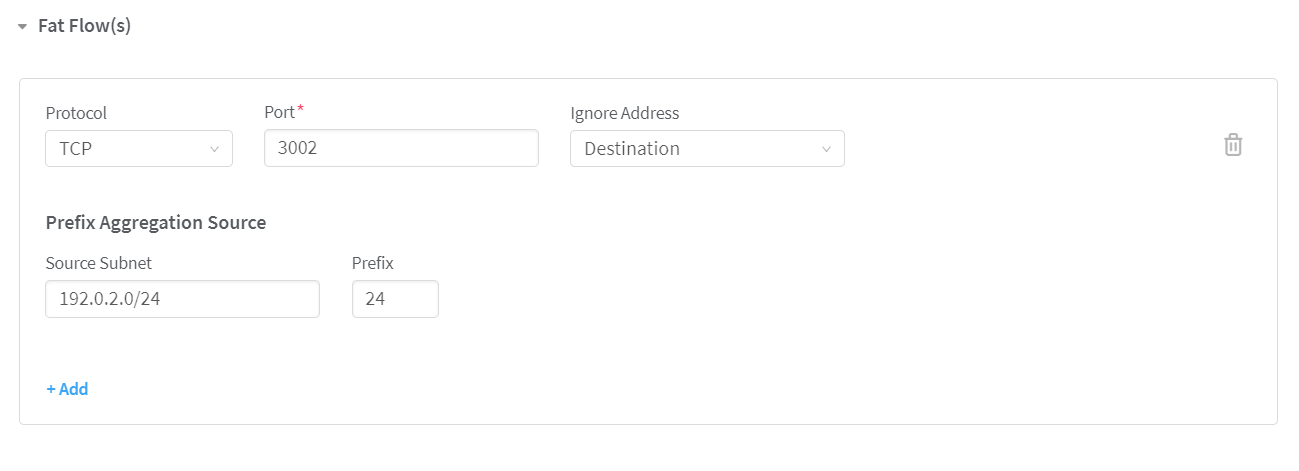 Fat Flow(s)
Protocol Port* Ignore Address
TCP 3002 Destination
Prefix Aggregation Source
Source Subnet Prefix
192.0.2.0/24 24
+ Add